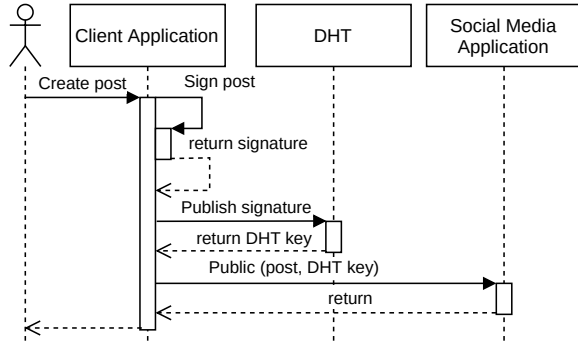 Client Application
DHT
Social Media
Application
Create post
Sign post
return signature
Publish signature
return DHT key
Public (post, DHT key)
return